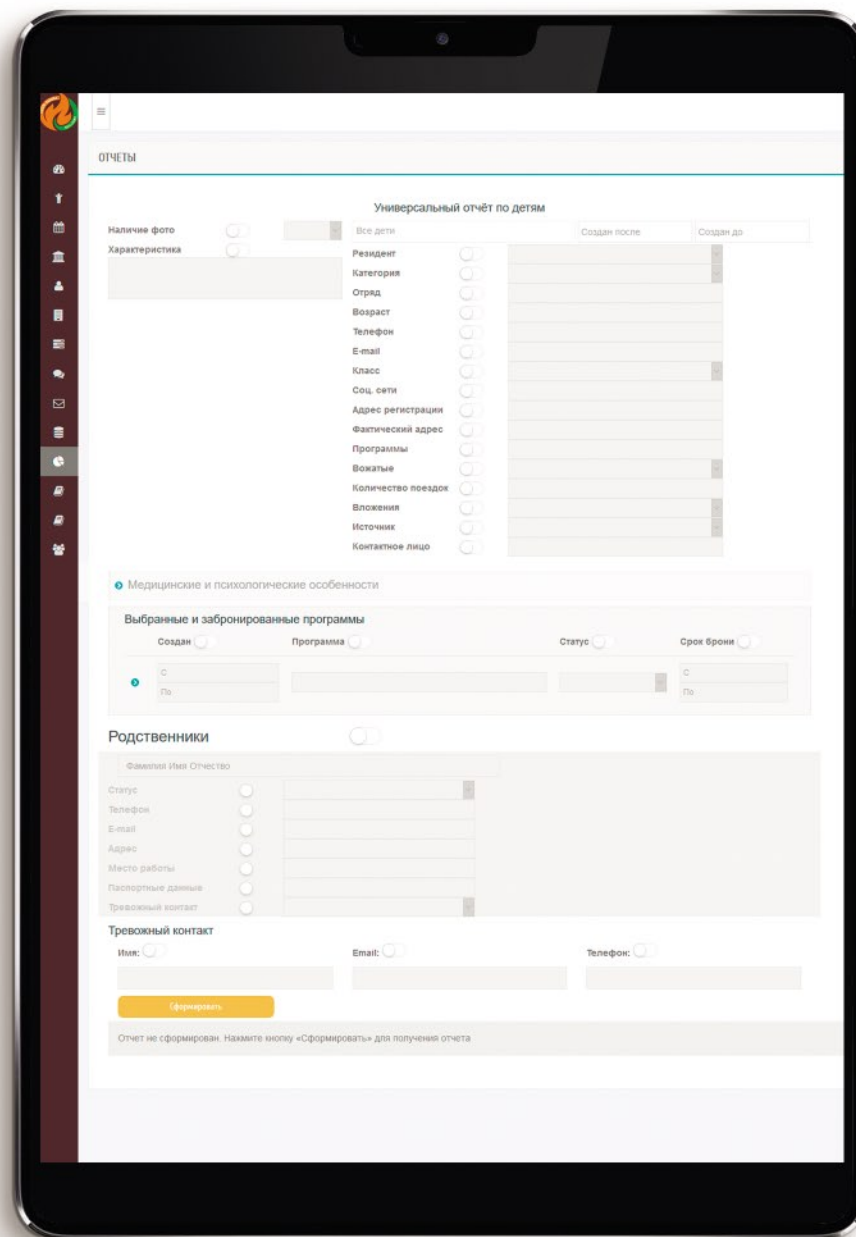 ОТЧЕТЫ
Универсальный отчёт по детям
Наличие фото
Все дети Создан после Создан до
Характеристика
Резидент
Категория
Отряд
Возраст
Телефон
E-mail
Класс
Соц. сети
Адрес регистрации
Фактический адрес
Программы
Вожатые
Количество поездок
Вложения
Источник
Контактное лицо
Медицинские и психологические особенности
Выбранные и забронированные программы
Создан Программа Статус Срок брони
С С
По По
Родственники
Фамилия Имя Отчество
Статус
Телефон
E-mail
Адрес
Место работы
Паспортные данные
Тревожный контакт
Тревожный контакт
Имя: Email: Телефон:
Сформировать
Отчет не сформирован. Нажмите кнопку «Сформировать» для получения отчета